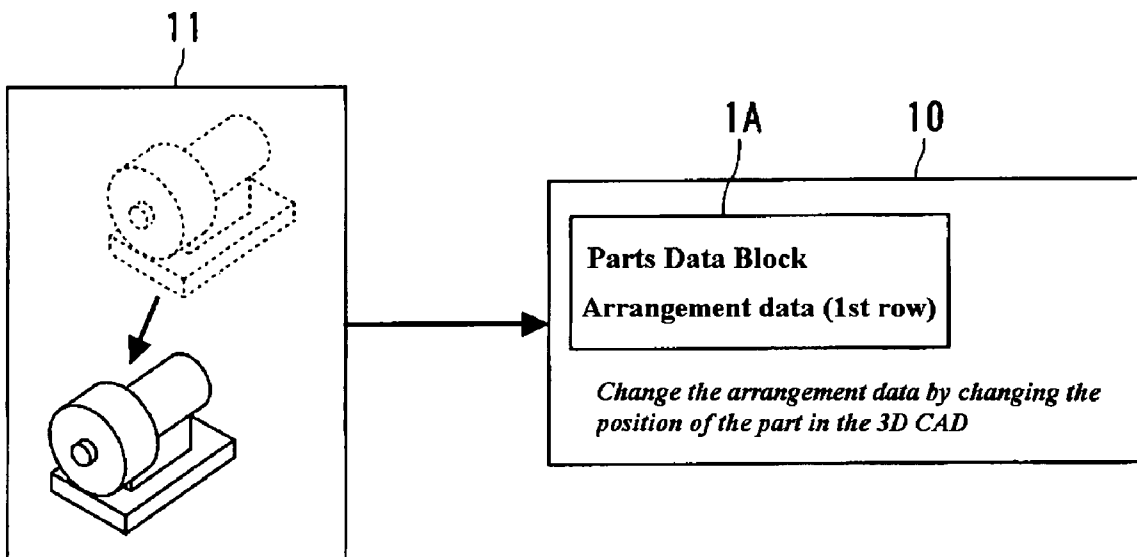 11
1A
10
Parts Data Block
Arrangement data (1st row)
Change the arrangement data by changing the
position of the part in the 3D CAD